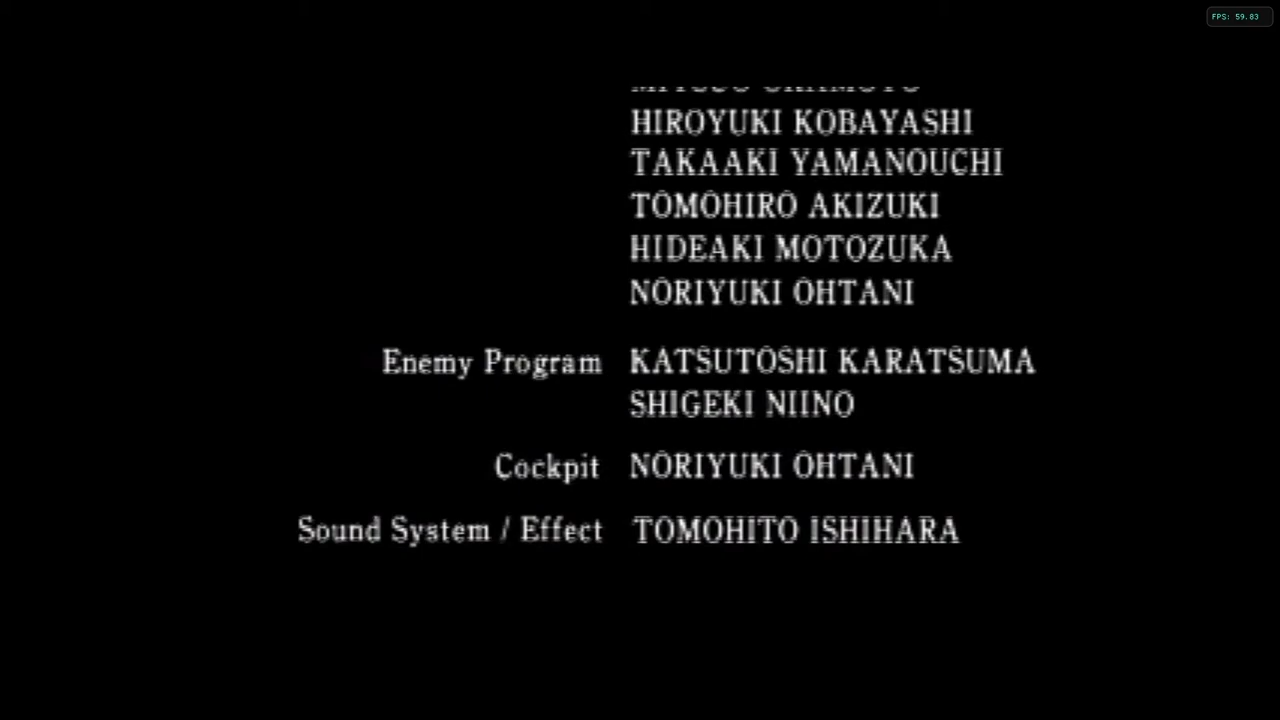 FPS: 59.83
HIROYUKI KOBAYASHI
TAKAAKI YAMANOUCHI
TOMOHIRO AKIZUKI
HIDEAKI MOTOZUKA
NORIYUKI OHTANI
Enemy Program KATSUTOSHI KARATSUMA
SHIGEKI NIINO
Cockpit NORIYUKI OHTANI
Sound System / Effect TOMOHITO ISHIHARA